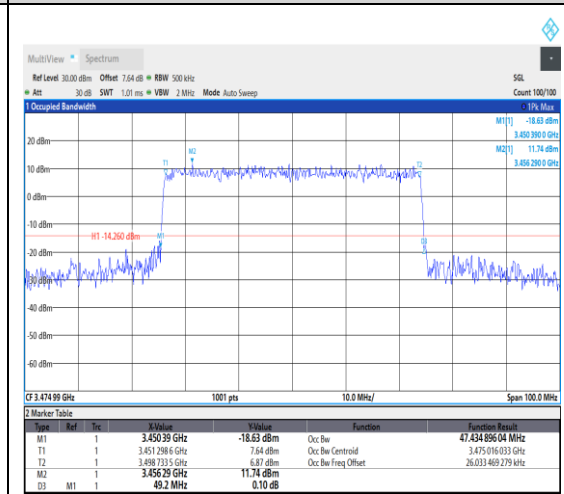 MultiView Spectrum
Ref Level 30.00 dBm Offset 7.64 dB RBW 500 kHz SGL
Att 30 dB SWT 1.01 ms VBW 2 MHz Mode Auto Sweep Count 100/100
1 Occupied Bandwidth 1Pk Max
M1[1] -18.63 dBm
3.450 390 0 GHz
M2[1] 11.74 dBm
3.456 290 0 GHz
20 dBm
M2
T1 T2
10 dBm
0 dBm
-10 dBm
H1 -14.260 dBm
M1
D3
-20 dBm
-30 dBm
-40 dBm
-50 dBm
-60 dBm
CF 3.474 99 GHz 1001 pts 10.0 MHz/ Span 100.0 MHz
2 Marker Table
Type Ref Trc X-Value Y-Value Function Function Result
M1 1 3.450 39 GHz -18.63 dBm Occ Bw 47.434 896 04 MHz
T1 1 3.451 298 6 GHz 7.64 dBm Occ Bw Centroid 3.475 016 033 GHz
T2 1 3.498 733 5 GHz 6.87 dBm Occ Bw Freq Offset 26.033 469 279 kHz
M2 1 3.456 29 GHz 11.74 dBm
D3 M1 1 49.2 MHz 0.10 dB